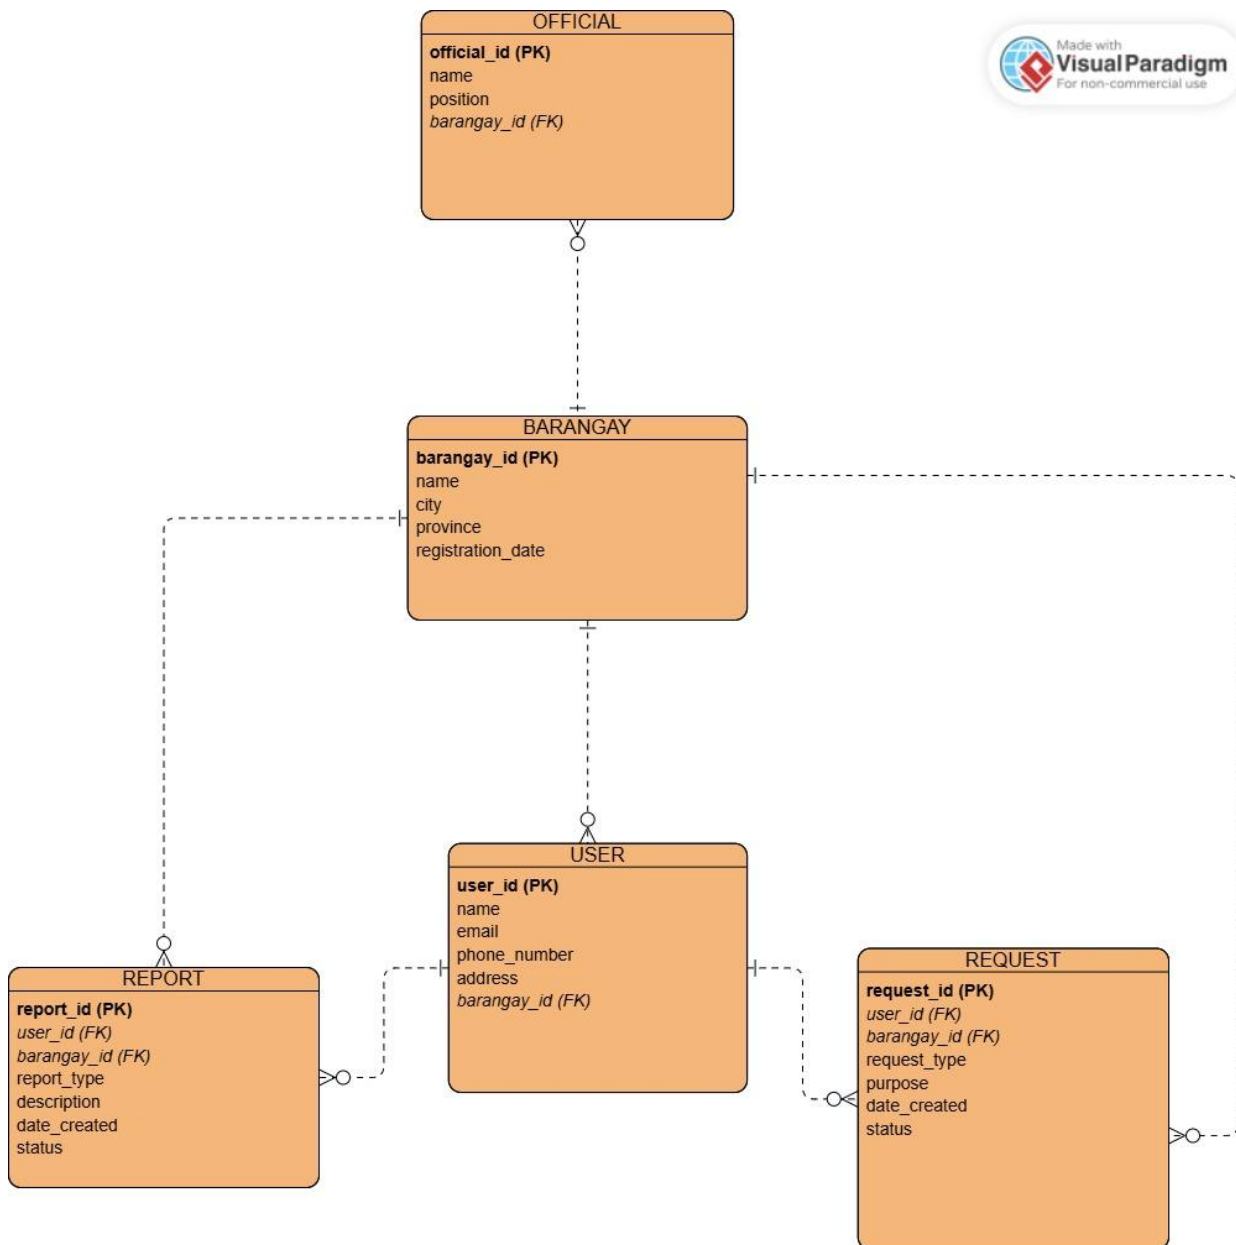 OFFICIAL
official_id (PK)
name
position
barangay_id (FK)
Made with
Visual Paradigm
For non-commercial use
BARANGAY
barangay_id (PK)
name
city
province
registration_date
USER
user_id (PK)
name
email
phone_number
address
barangay_id (FK)
REPORT
report_id (PK)
user_id (FK)
barangay_id (FK)
report_type
description
date_created
status
REQUEST
request_id (PK)
user_id (FK)
barangay_id (FK)
request_type
purpose
date_created
status